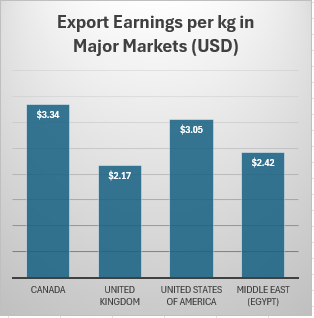 Export Earnings per kg in
Major Markets (USD)
$3.34
$2.17
$3.05
$2.42
CANADA
UNITED
KINGDOM
UNITED STATES
OF AMERICA
MIDDLE EAST
(EGYPT)